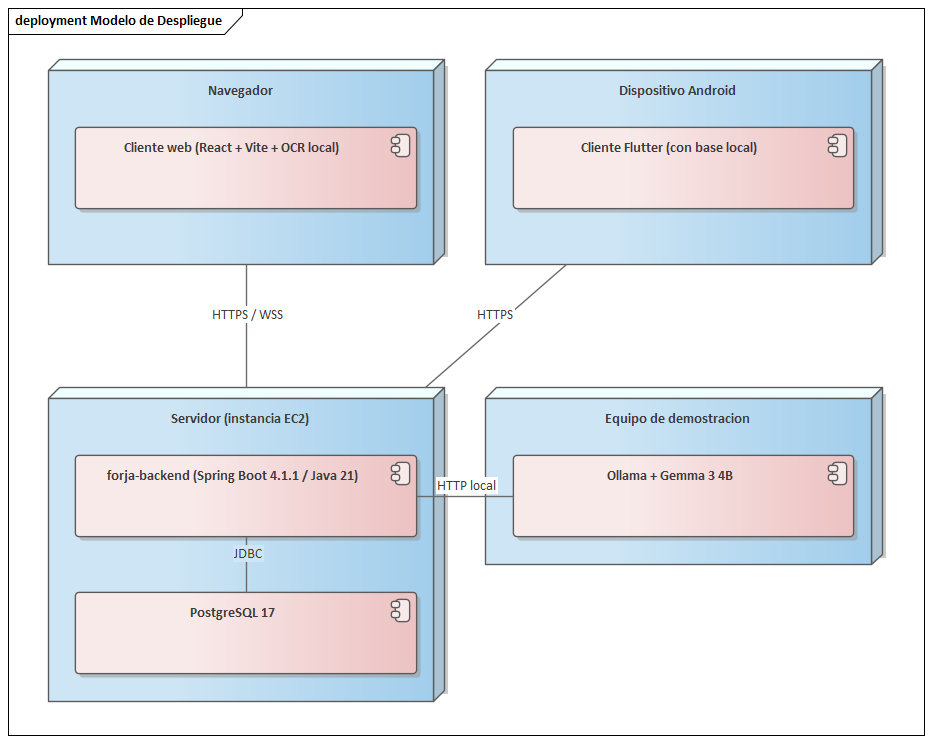 deployment Modelo de Despliegue
Navegador
Cliente web (React + Vite + OCR local)
Dispositivo Android
Cliente Flutter (con base local)
HTTPS / WSS
HTTPS
Servidor (instancia EC2)
forja-backend (Spring Boot 4.1.1 / Java 21)
HTTP local
Equipo de demostracion
Ollama + Gemma 3 4B
JDBC
PostgreSQL 17